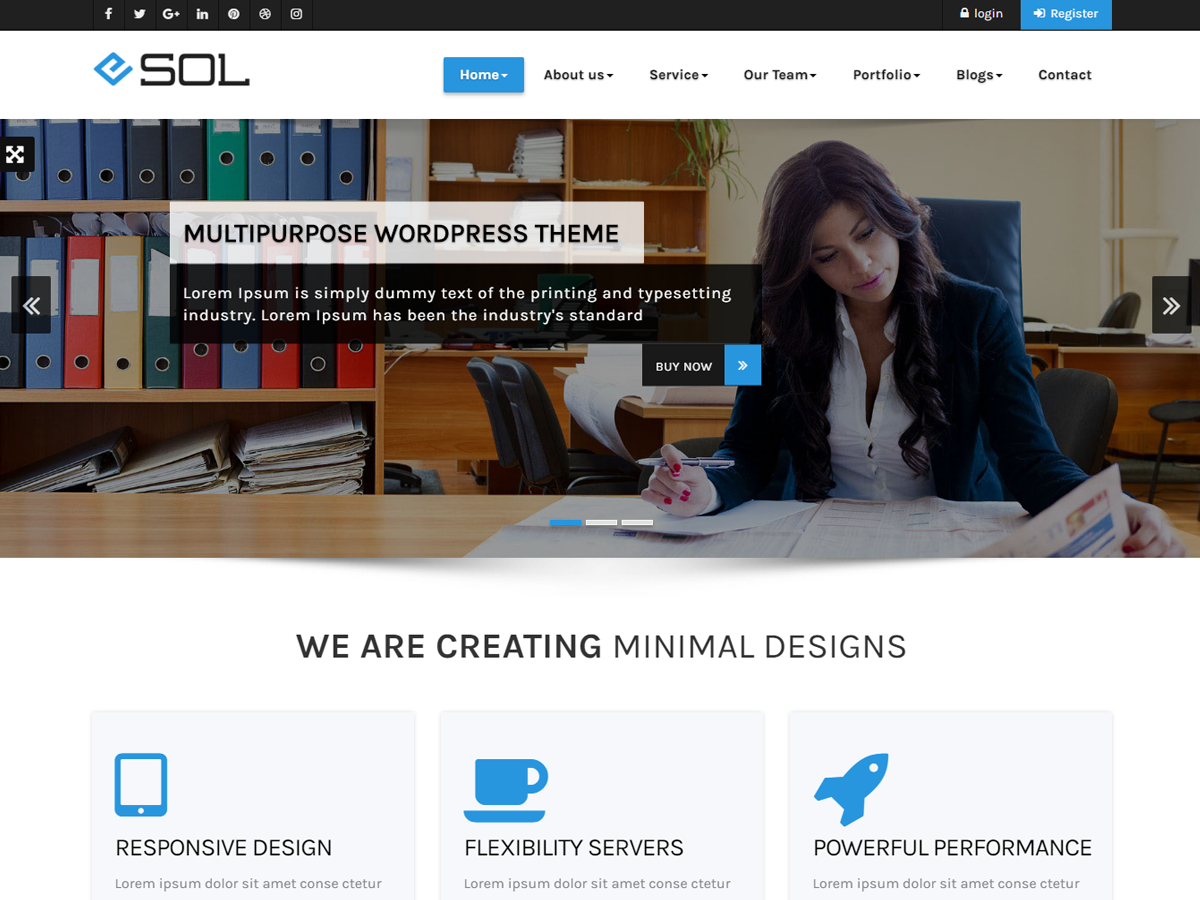 login
Register
eSOL
Home
About us
Service
Our Team
Portfolio
Blogs
Contact
MULTIPURPOSE WORDPRESS THEME
Lorem Ipsum is simply dummy text of the printing and typesetting
industry. Lorem Ipsum has been the industry's standard
BUY NOW
WE ARE CREATING MINIMAL DESIGNS
RESPONSIVE DESIGN
FLEXIBILITY SERVERS
POWERFUL PERFORMANCE
Lorem ipsum dolor sit amet conse ctetur
Lorem ipsum dolor sit amet conse ctetur
Lorem ipsum dolor sit amet conse ctetur